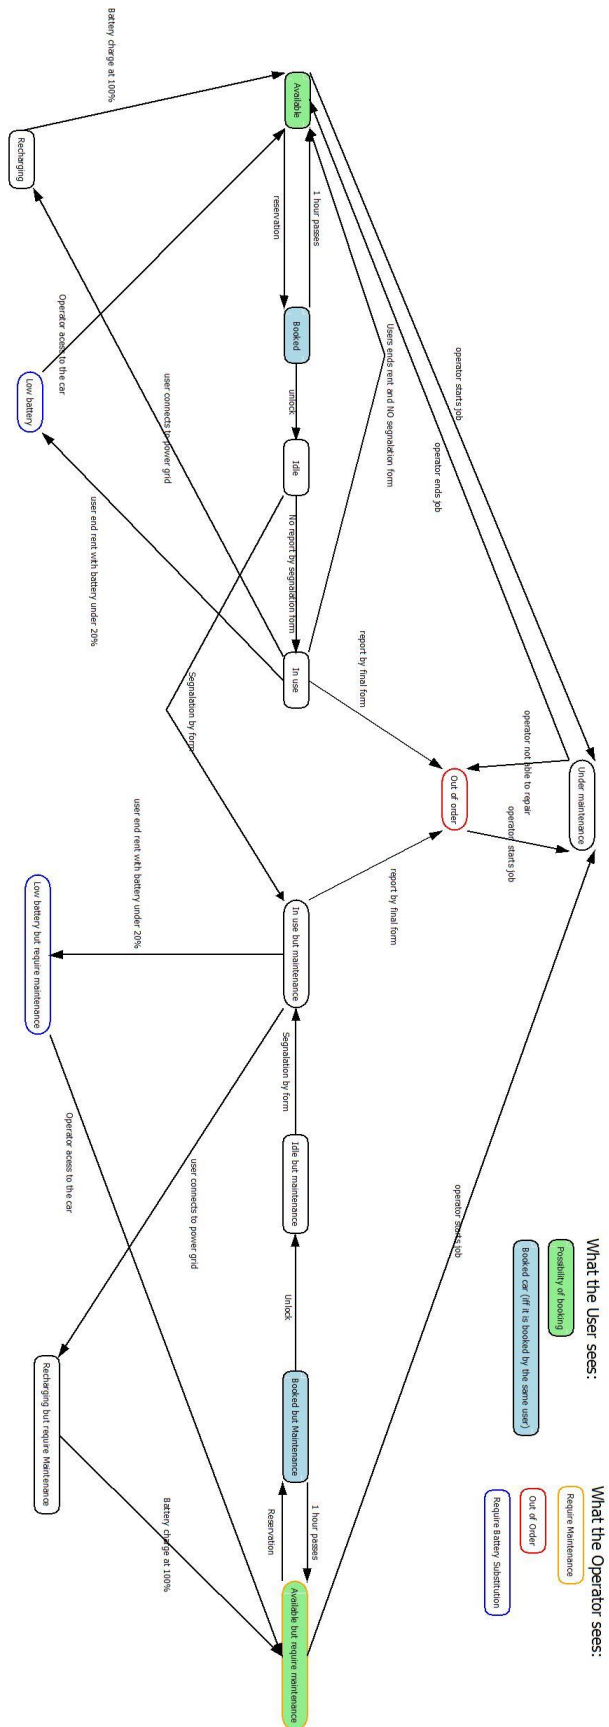 What the User sees:
Possibility of booking
Booked car (iff it is booked by the same user)
What the Operator sees:
Require Maintenance
Out of Order
Require Battery Substitution
Under maintenance
operator starts job
operator ends job
operator not able to repair
operator starts job
operator starts job
Out of order
report by final form
report by final form
Users ends rent and NO segnalation form
Available
1 hour passes
reservation
Booked
unlock
Idle
No report by segnalation form
In use
In use but maintenance
Segnalation by form
Idle but maintenance
Unlock
Booked but Maintenance
1 hour passes
Reservation
Available but require maintenance
Segnalation by form
user connects to power grid
user end rent with battery under 20%
user connects to power grid
Battery charge at 100%
Battery charge at 100%
Operator acess to the car
user end rent with battery under 20%
Operator acess to the car
Recharging
Low battery
Low battery but require maintenance
Recharging but require Maintenance